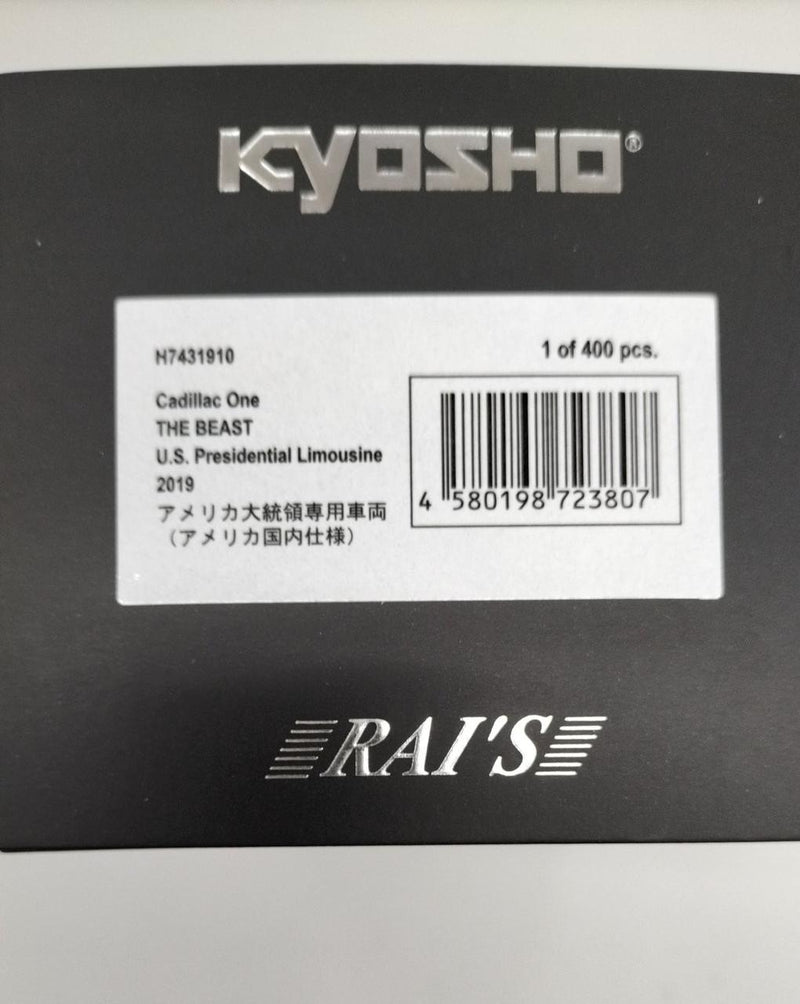 KYOSHO®
H7431910
1 of 400 pcs.
Cadillac One
THE BEAST
U.S. Presidential Limousine
2019
アメリカ大統領専用車両
（アメリカ国内仕様）
4 580198 723807
RAI'S